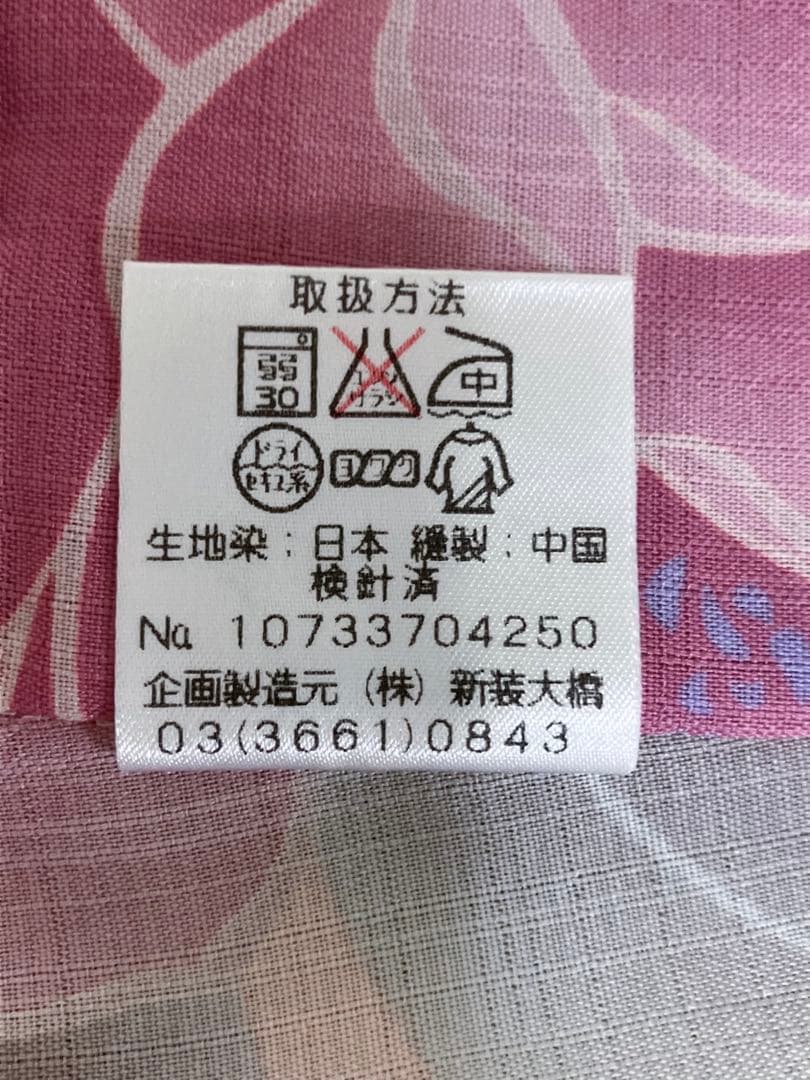 取扱方法
弱 30
エンソ サラシ 中
ドライ セキユ系 ヨワク
生地染：日本 縫製：中国
検針済
No. 10733704250
企画製造元（株）新装大橋
03(3661)0843